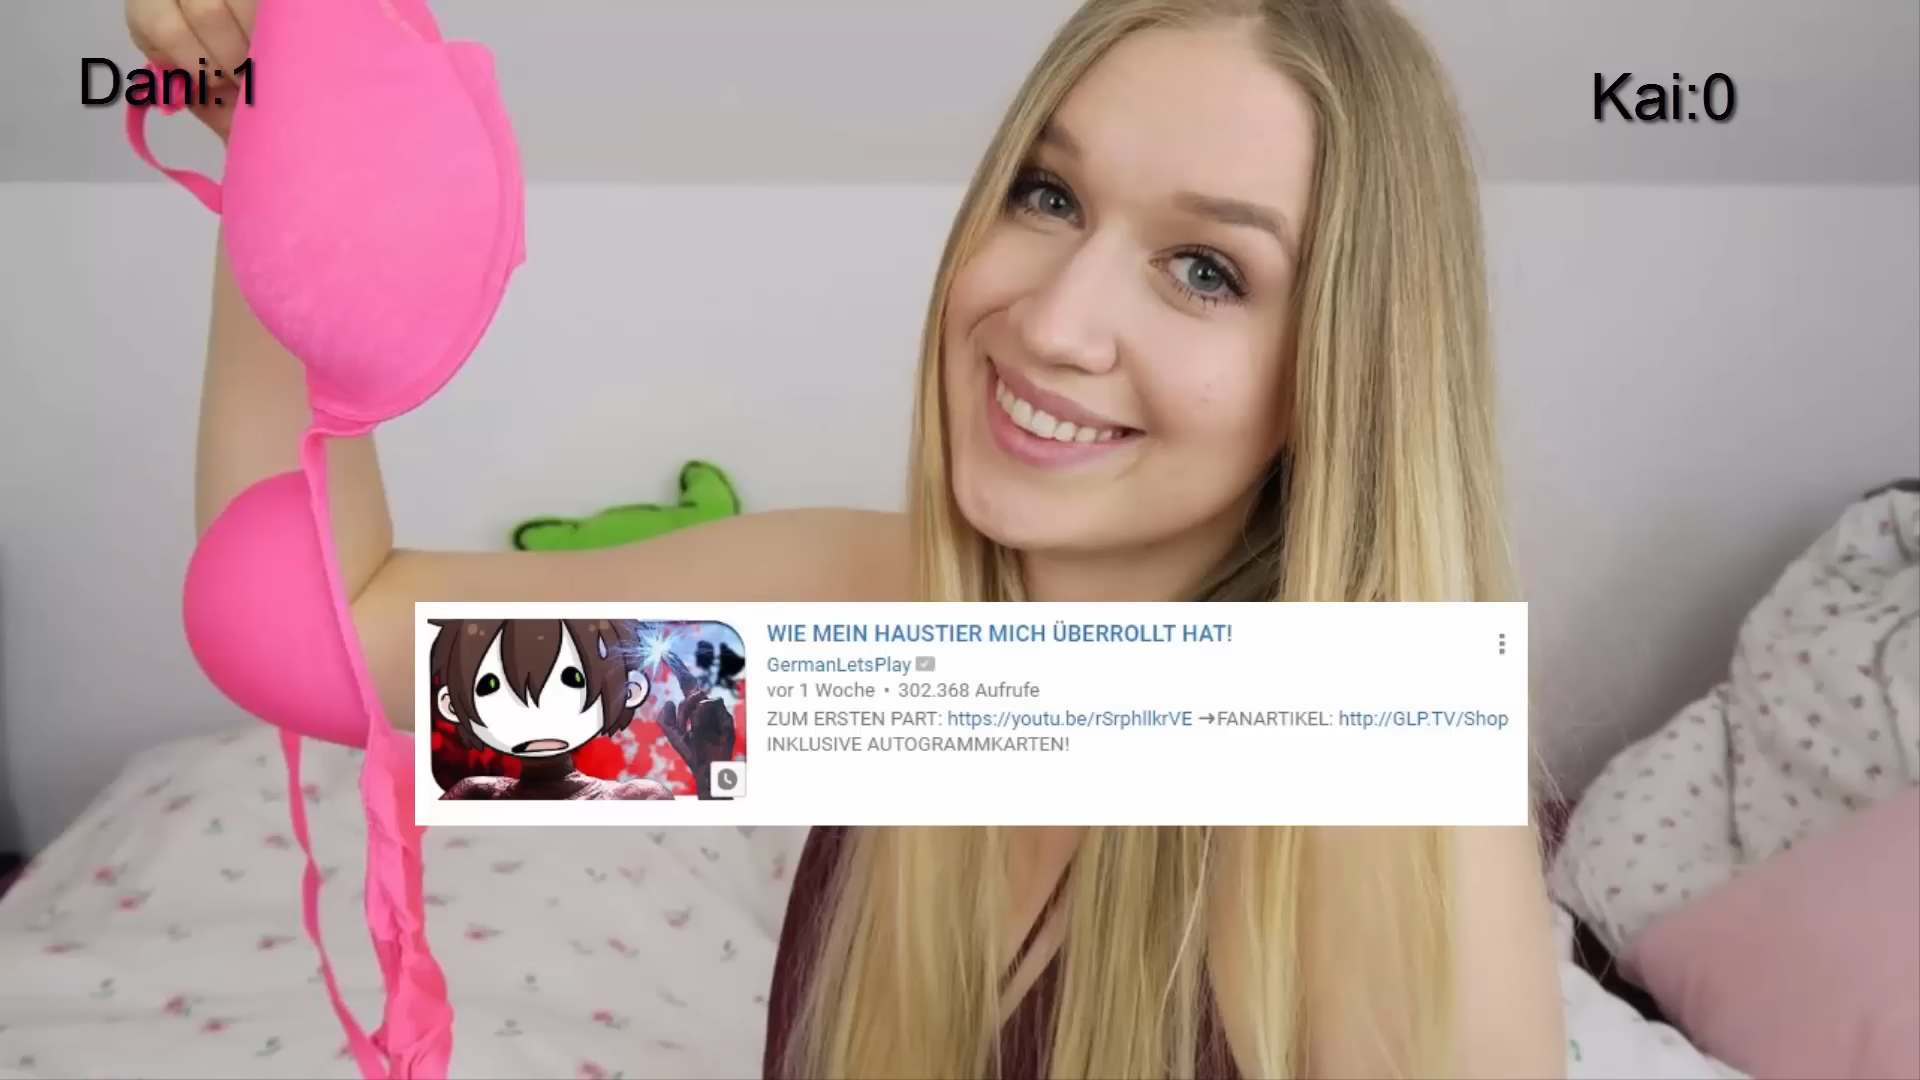 Dani:1
Kai:0
WIE MEIN HAUSTIER MICH ÜBERROLLT HAT!
GermanLetsPlay
vor 1 Woche • 302.368 Aufrufe
ZUM ERSTEN PART: https://youtu.be/rSrphllkrVE ➔FANARTIKEL: http://GLP.TV/Shop
INKLUSIVE AUTOGRAMMKARTEN!